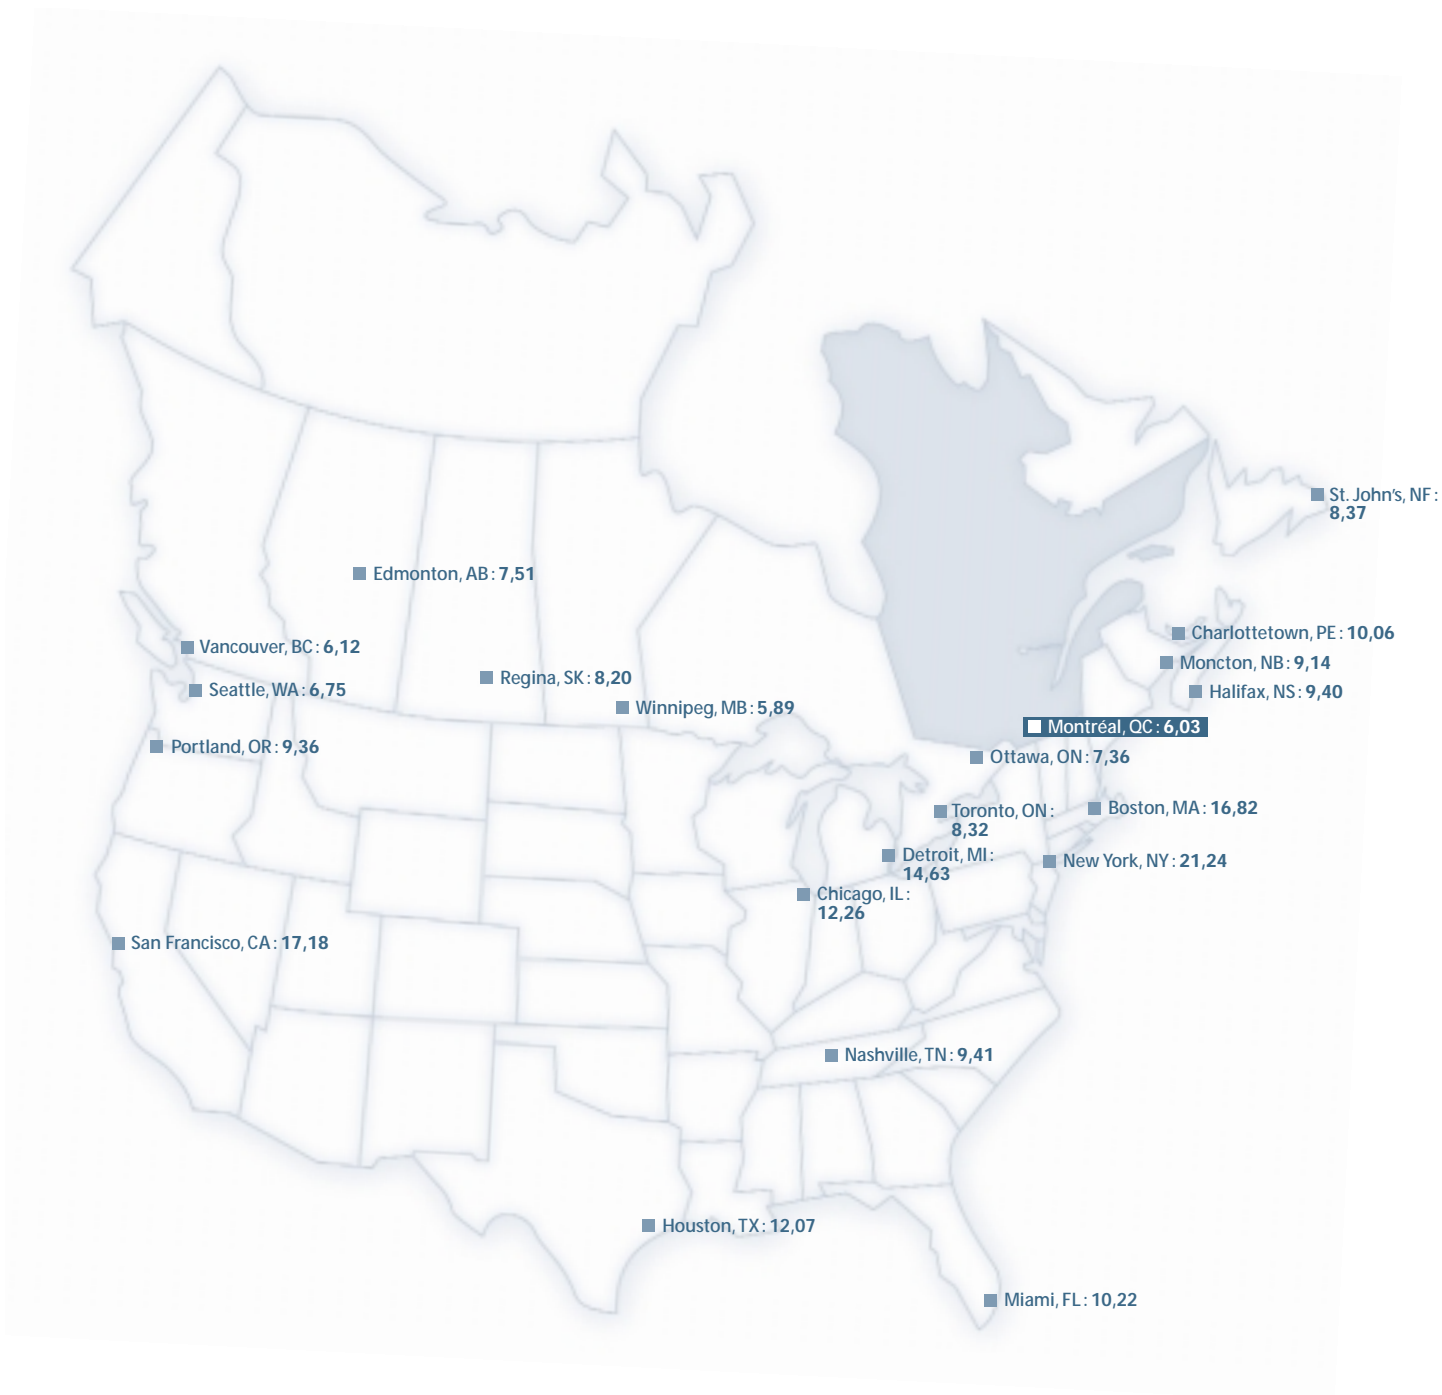 St. John's, NF :
8,37
Edmonton, AB : 7,51
Charlottetown, PE : 10,06
Vancouver, BC : 6,12
Moncton, NB : 9,14
Regina, SK : 8,20
Seattle, WA : 6,75
Halifax, NS : 9,40
Winnipeg, MB : 5,89
Montréal, QC : 6,03
Portland, OR : 9,36
Ottawa, ON : 7,36
Toronto, ON :
8,32
Boston, MA : 16,82
Detroit, MI :
14,63
New York, NY : 21,24
Chicago, IL :
12,26
San Francisco, CA : 17,18
Nashville, TN : 9,41
Houston, TX : 12,07
Miami, FL : 10,22